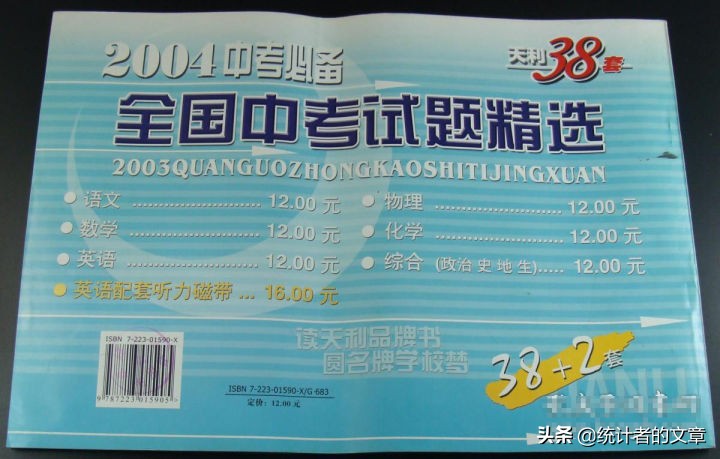 2004中考必备
天利38套
全国中考试题精选
2003QUANGUOZHONGKAOSHITIJINGXUAN
● 语文 ...................... 12.00 元
● 物理 ...................... 12.00 元
● 数学 ...................... 12.00 元
● 化学 ...................... 12.00 元
● 英语 ...................... 12.00 元
● 综合 (政治 史 地 生)..... 12.00 元
● 英语配套听力磁带 ... 16.00 元
读天利品牌书
圆名牌学校梦
38+2套
ISBN 7-223-01590-X
9 787223 015905 >
ISBN 7-223-01590-X/G·683
定价: 12.00 元
头条 @统计者的文章